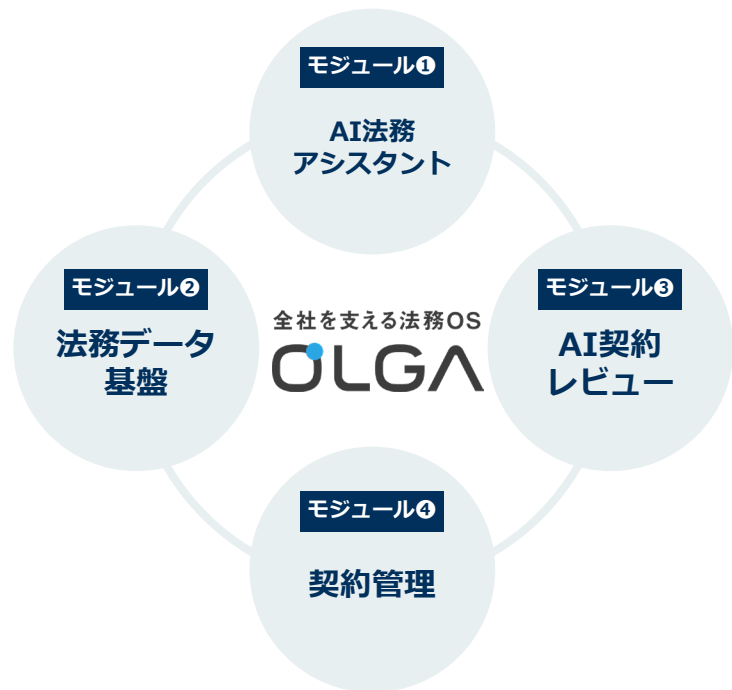 モジュール❶
AI法務
アシスタント
モジュール❷
法務データ
基盤
全社を支える法務OS
OLGA
モジュール❸
AI契約
レビュー
モジュール❹
契約管理